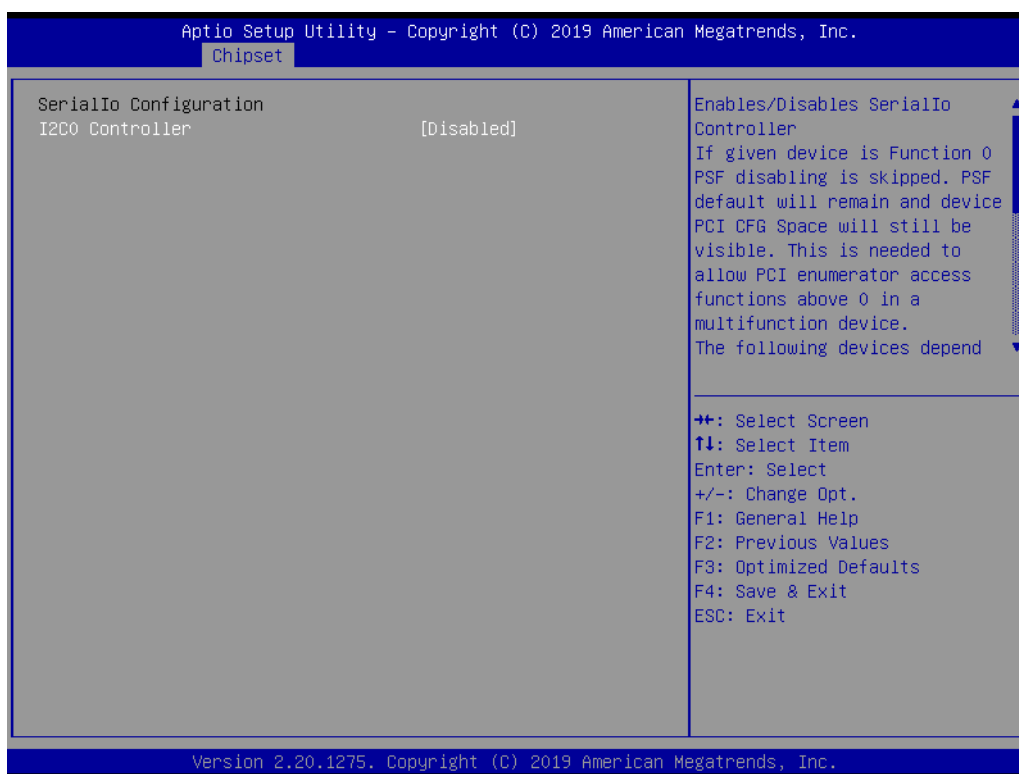 Aptio Setup Utility – Copyright (C) 2019 American Megatrends, Inc.
Chipset
SerialIo Configuration
I2C0 Controller [Disabled]
Enables/Disables SerialIo
Controller
If given device is Function 0
PSF disabling is skipped. PSF
default will remain and device
PCI CFG Space will still be
visible. This is needed to
allow PCI enumerator access
functions above 0 in a
multifunction device.
The following devices depend
→←: Select Screen
↑↓: Select Item
Enter: Select
+/-: Change Opt.
F1: General Help
F2: Previous Values
F3: Optimized Defaults
F4: Save & Exit
ESC: Exit
Version 2.20.1275. Copyright (C) 2019 American Megatrends, Inc.